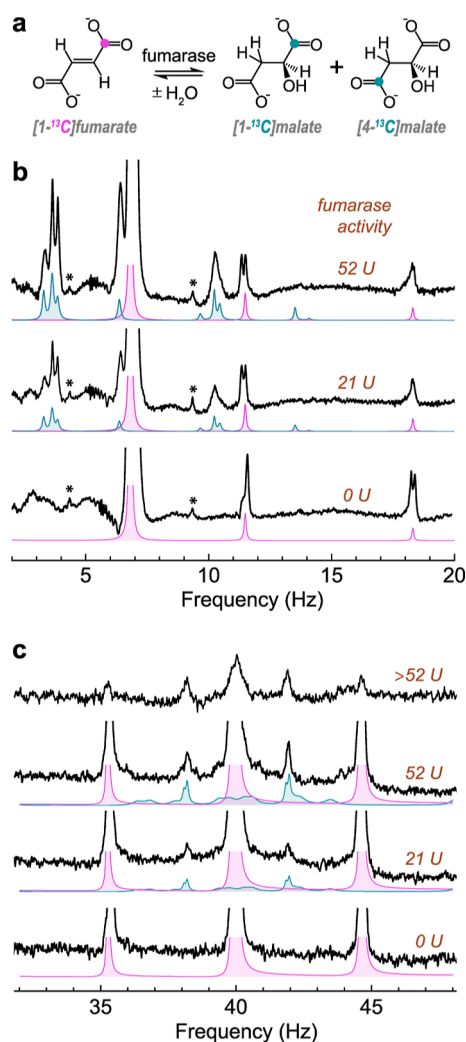 a
O⁻ O H H O O⁻
fumarase
± H₂O
H H O O⁻ H OH O O⁻
+
H H O O⁻ H OH O O⁻
[1-¹³C]fumarate [1-¹³C]malate [4-¹³C]malate
b
fumarase
activity
52 U
* *
21 U
* *
0 U
* *
5 10 15 20
Frequency (Hz)
c
>52 U
52 U
21 U
0 U
35 40 45
Frequency (Hz)